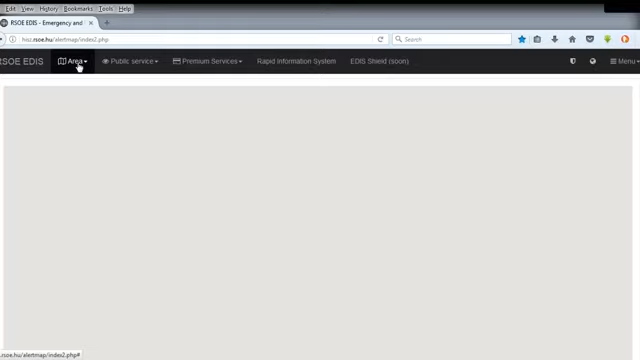 Edit View History Bookmarks Tools Help
RSOE EDIS - Emergency and
hisz.rsoe.hu/alertmap/index2.php Search
RSOE EDIS Area Public service Premium Services Rapid Information System EDIS Shield (soon) Menu
.rsoe.hu/alertmap/index2.php#